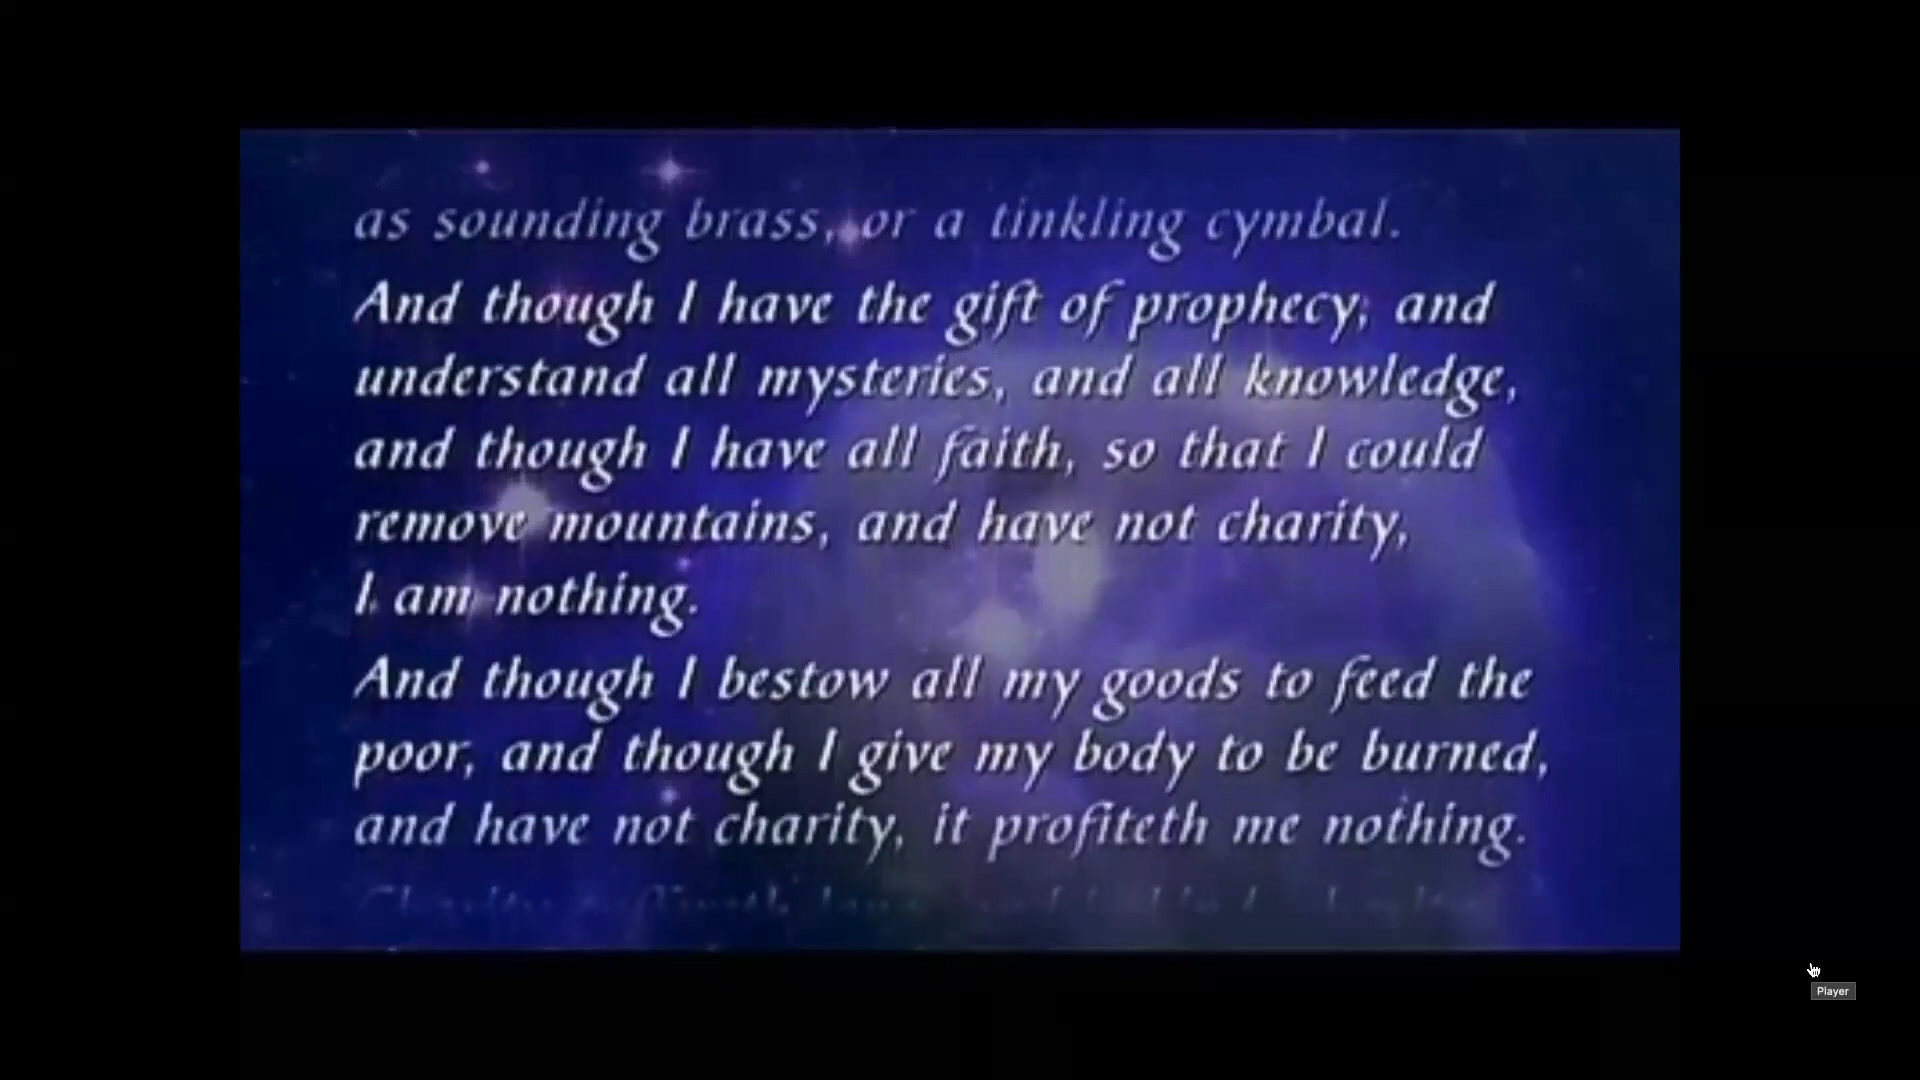 as sounding brass, or a tinkling cymbal.
And though I have the gift of prophecy, and
understand all mysteries, and all knowledge,
and though I have all faith, so that I could
remove mountains, and have not charity,
I am nothing.
And though I bestow all my goods to feed the
poor, and though I give my body to be burned,
and have not charity, it profiteth me nothing.
Player